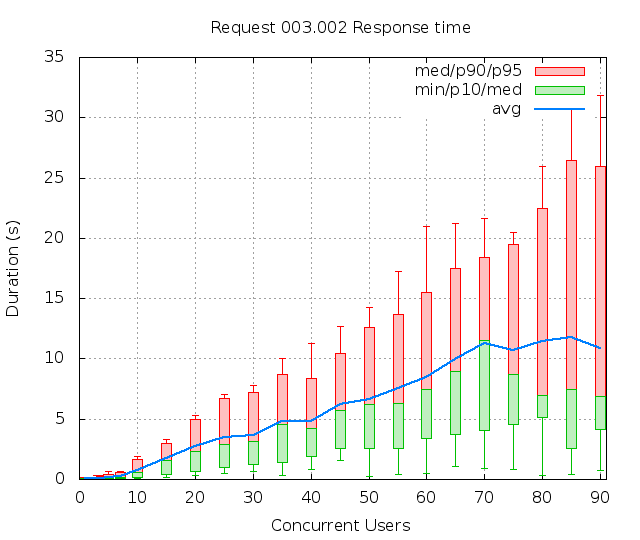 Request 003.002 Response time
35
30
25
20
15
10
5
0
Duration (s)
med/p90/p95
min/p10/med
avg
0 10 20 30 40 50 60 70 80 90
Concurrent Users